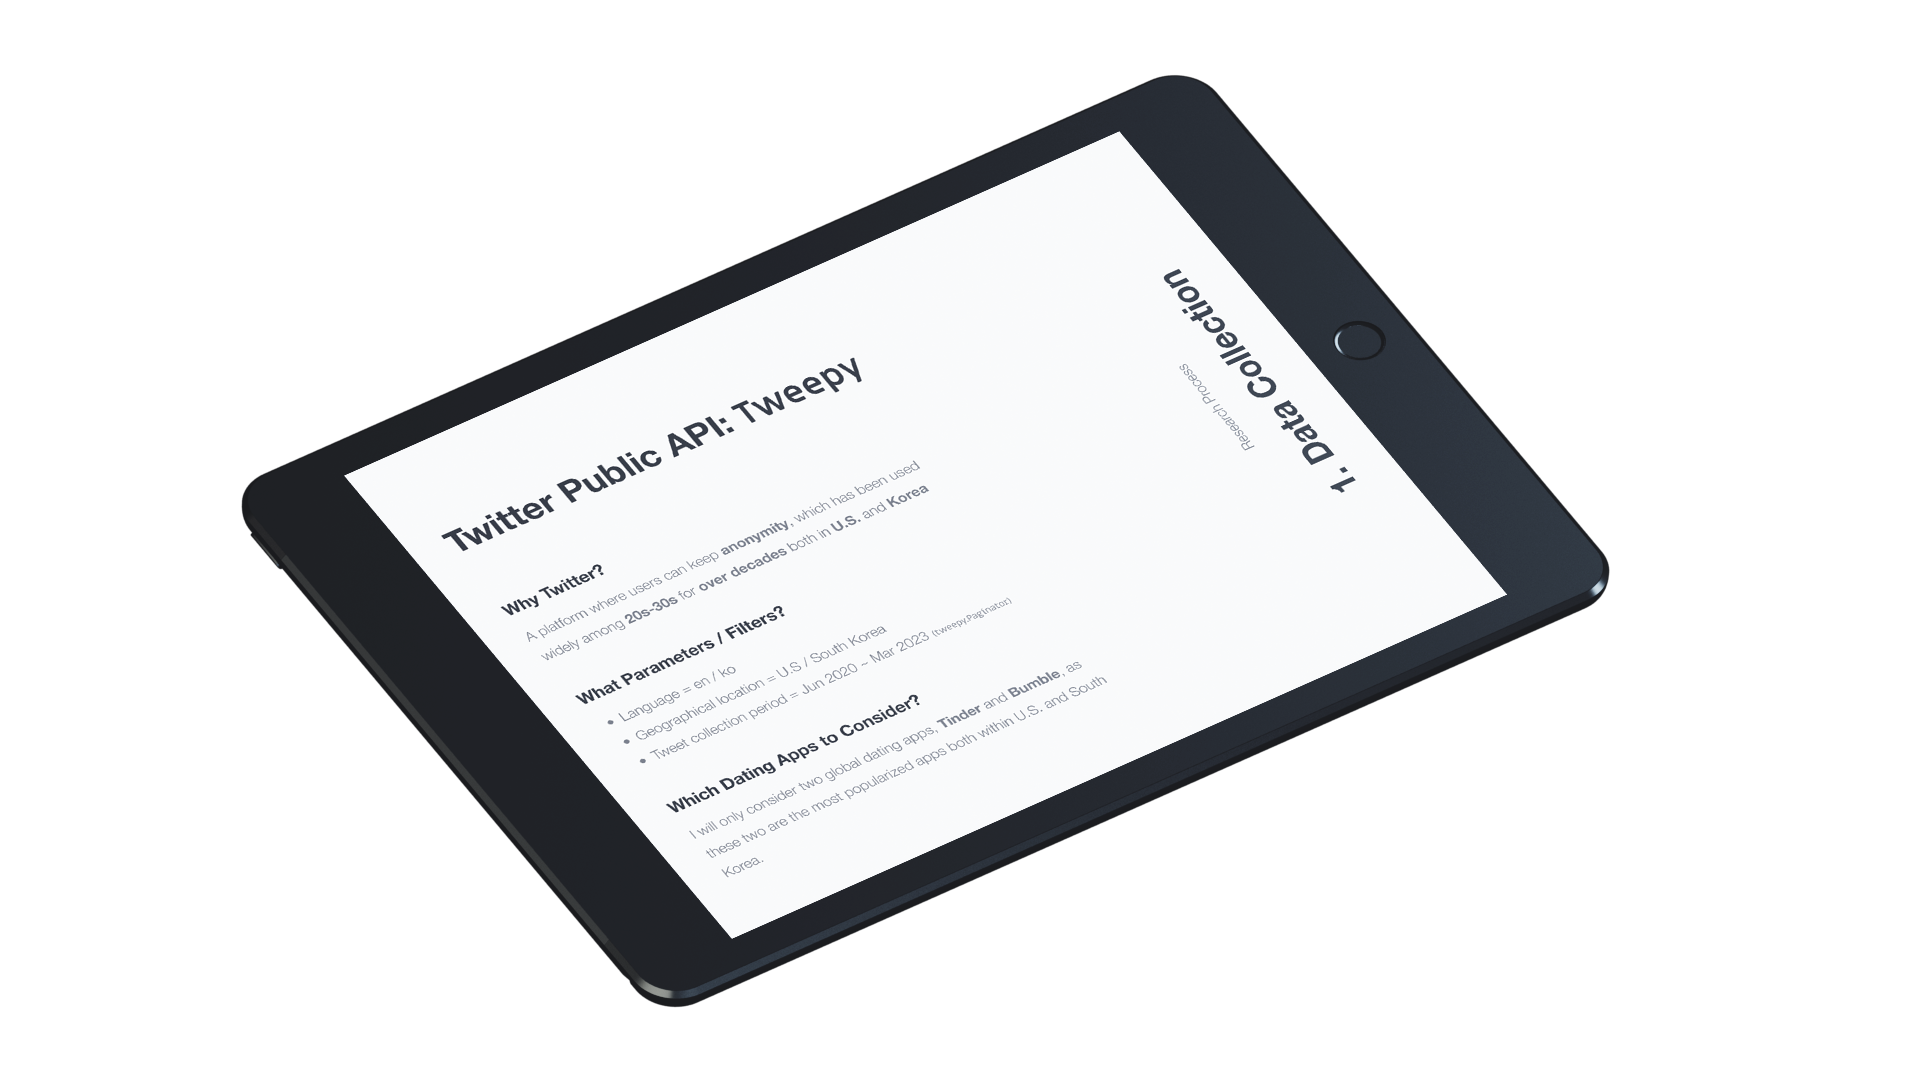 1. Data Collection
Research Process
Twitter Public API: Tweepy
Why Twitter?
A platform where users can keep anonymity, which has been used
widely among 20s-30s for over decades both in U.S. and Korea
What Parameters / Filters?
• Language = en / ko
• Geographical location = U.S / South Korea
• Tweet collection period = Jun 2020 ~ Mar 2023 (tweepy.Paginator)
Which Dating Apps to Consider?
I will only consider two global dating apps, Tinder and Bumble, as
these two are the most popularized apps both within U.S. and South
Korea.